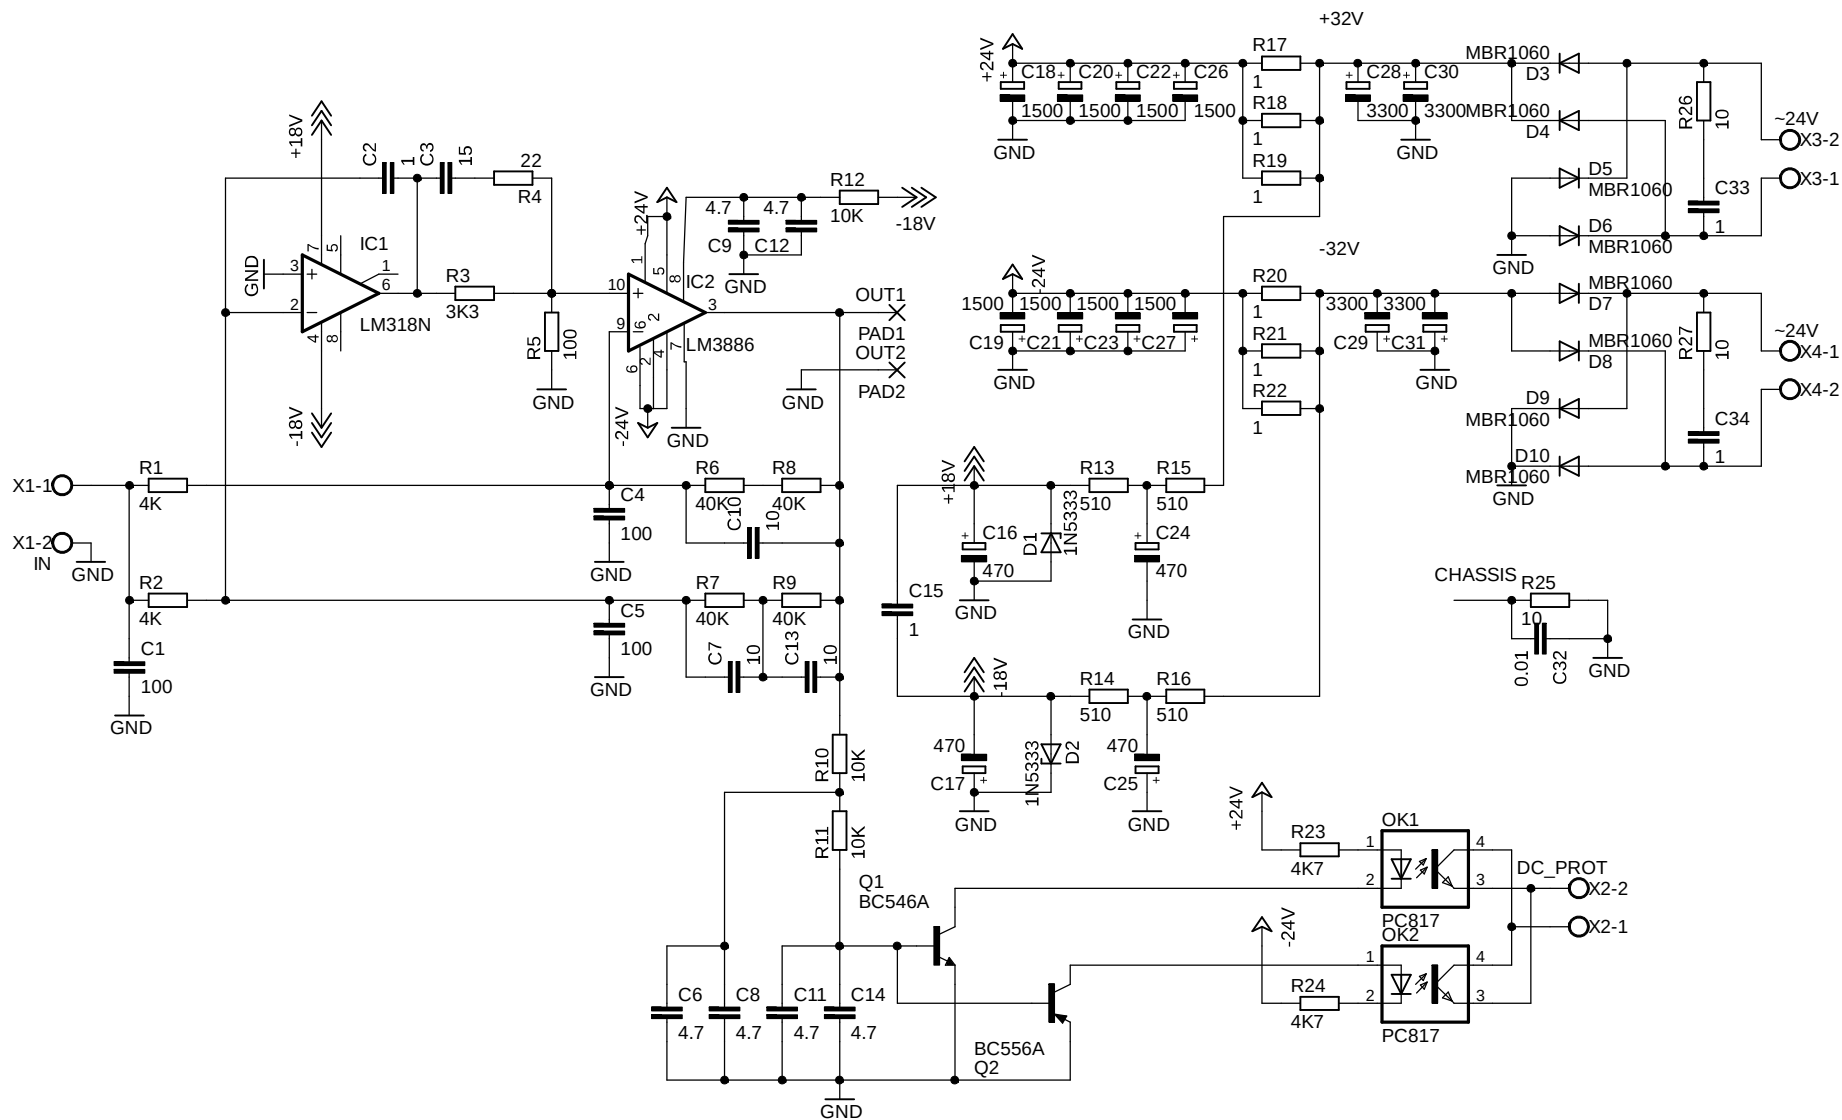 +32V
+24V
C18
1500
C20
1500
C22
1500
C26
1500
GND
R17
1
R18
1
R19
1
C28
3300
C30
3300
GND
MBR1060
D3
MBR1060
D4
D5
MBR1060
D6
MBR1060
GND
R26
10
C33
1
~24V
X3-2
X3-1
-32V
-24V
1500
C19
1500
C21
1500
C23
1500
C27
GND
R20
1
R21
1
R22
1
3300
C29
3300
C31
GND
MBR1060
D7
MBR1060
D8
D9
MBR1060
D10
MBR1060
GND
R27
10
C34
1
~24V
X4-1
X4-2
+18V
C2
1
C3
15
22
R4
GND
3
2
7
5
1
6
4
8
+
−
IC1
LM318N
-18V
R3
3K3
R5
100
GND
+24V
1
5
8
10
+
9
6
2
3
IC2
LM3886
6
2
4
7
-24V
GND
4.7
C9
4.7
C12
GND
R12
10K
-18V
OUT1
PAD1
OUT2
PAD2
GND
X1-1
X1-2
IN
GND
R1
4K
R2
4K
C1
100
GND
C4
100
GND
C5
100
GND
R6
40K
R8
40K
C10
10
R7
40K
R9
40K
C7
10
C13
10
R10
10K
R11
10K
+18V
C16
470
GND
D1
1N5333
R13
510
R15
510
C24
470
GND
C15
1
-18V
470
C17
GND
1N5333
D2
R14
510
R16
510
470
C25
GND
CHASSIS
R25
10
0.01
C32
GND
Q1
BC546A
BC556A
Q2
C6
4.7
C8
4.7
C11
4.7
C14
4.7
GND
+24V
R23
4K7
OK1
1
2
4
3
PC817
-24V
R24
4K7
OK2
1
2
4
3
PC817
DC_PROT
X2-2
X2-1